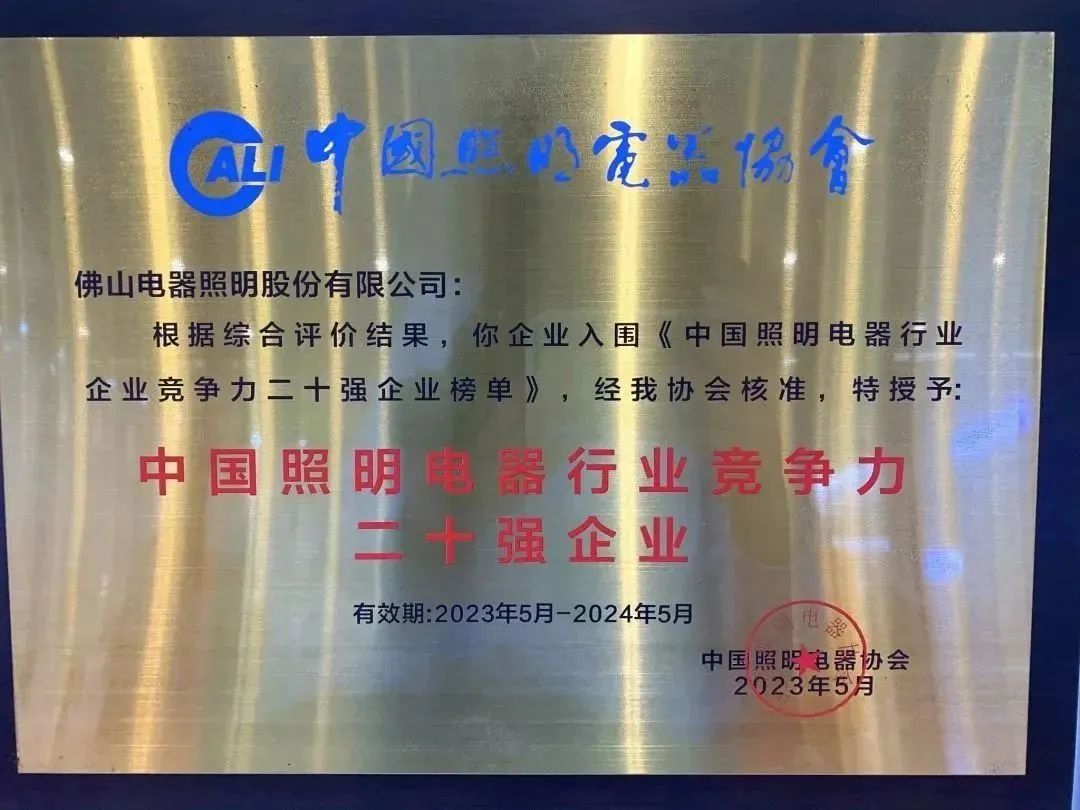 CALI 中國照明電器協會
佛山电器照明股份有限公司：
根据综合评价结果，你企业入围《中国照明电器行业
企业竞争力二十强企业榜单》，经我协会核准，特授予:
中国照明电器行业竞争力
二十强企业
有效期:2023年5月-2024年5月
中国照明电器协会
2023年5月